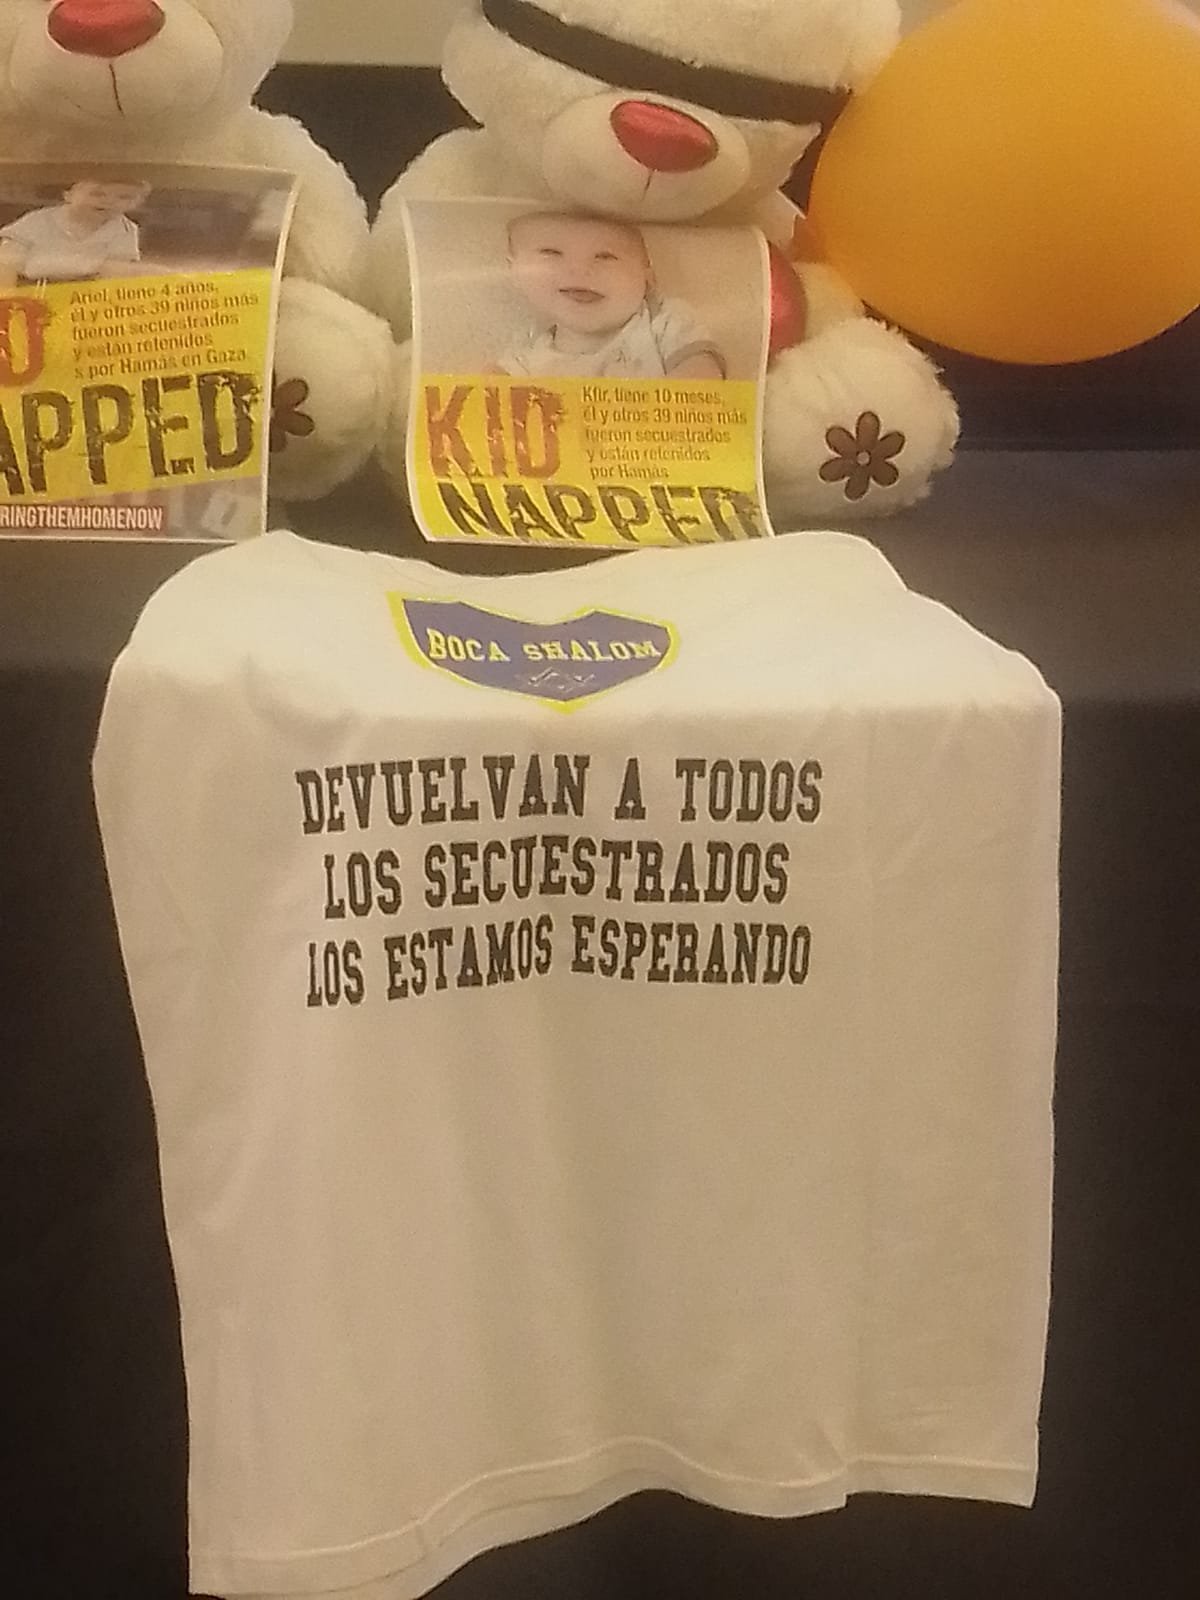 Ariel, tiene 4 años,
él y otros 39 niños más
fueron secuestrados
y están retenidos
s por Hamás en Gaza
D
APPED
RINGTHEMHOMENOW
KID
Kfir, tiene 10 meses,
él y otros 39 niños más
fueron secuestrados
y están retenidos
por Hamás
NAPPED
BOCA SHALOM
DEVUELVAN A TODOS
LOS SECUESTRADOS
LOS ESTAMOS ESPERANDO